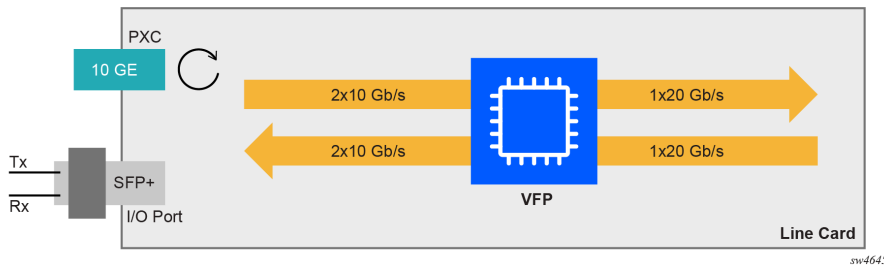 PXC
10 GE
2x10 Gb/s
1x20 Gb/s
2x10 Gb/s
1x20 Gb/s
Tx
SFP+
Rx
I/O Port
VFP
Line Card